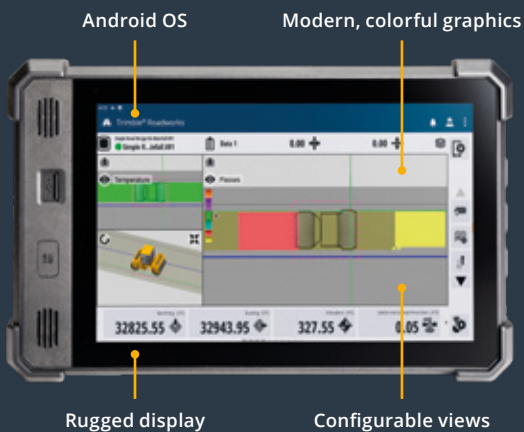 Android OS
Modern, colorful graphics
Trimble® Roadworks
Simple R...
Data 1
0.00
0.00
Temperature
Passes
32825.55
32943.95
327.55
0.05
Rugged display
Configurable views